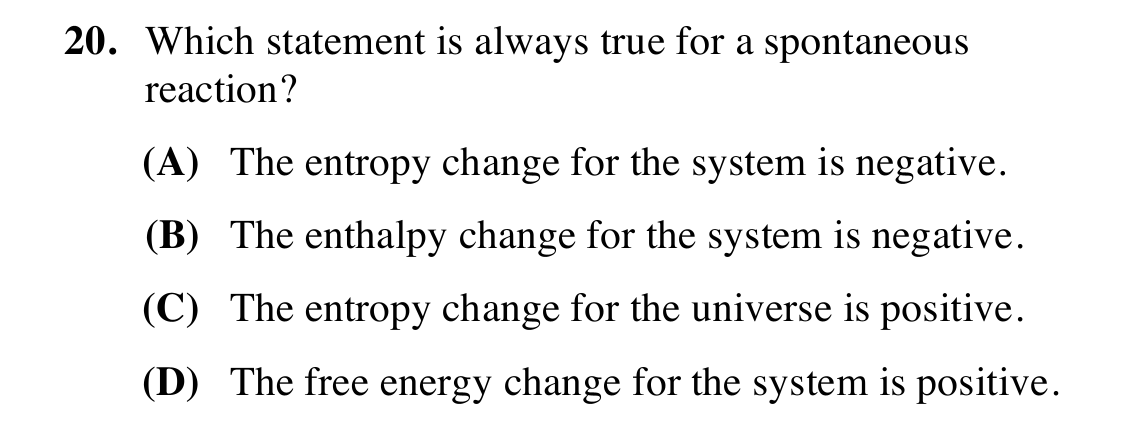 20. Which statement is always true for a spontaneous
reaction?
(A) The entropy change for the system is negative.
(B) The enthalpy change for the system is negative.
(C) The entropy change for the universe is positive.
(D) The free energy change for the system is positive.